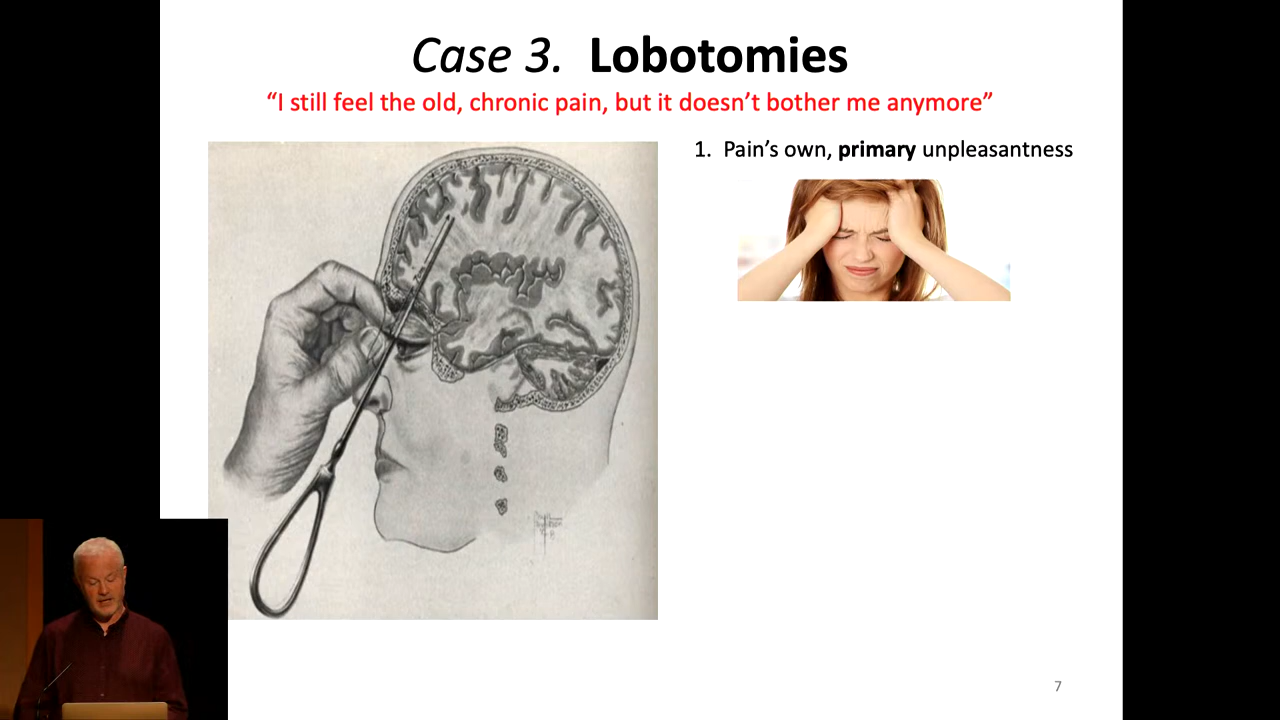 Case 3. Lobotomies
“I still feel the old, chronic pain, but it doesn’t bother me anymore”
1. Pain’s own, primary unpleasantness
7